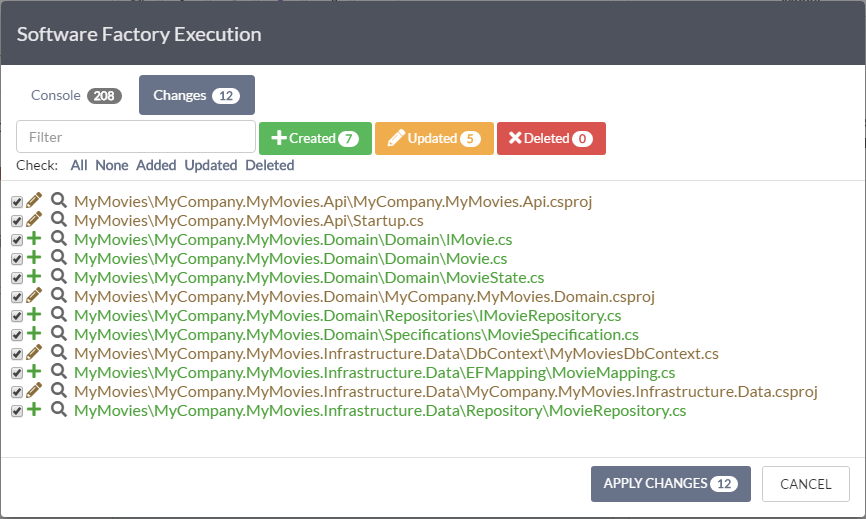 Software Factory Execution
Console 208 Changes 12
Filter Created 7 Updated 5 Deleted 0
Check: All None Added Updated Deleted
MyMovies\MyCompany.MyMovies.Api\MyCompany.MyMovies.Api.csproj
MyMovies\MyCompany.MyMovies.Api\Startup.cs
MyMovies\MyCompany.MyMovies.Domain\Domain\IMovie.cs
MyMovies\MyCompany.MyMovies.Domain\Domain\Movie.cs
MyMovies\MyCompany.MyMovies.Domain\Domain\MovieState.cs
MyMovies\MyCompany.MyMovies.Domain\MyCompany.MyMovies.Domain.csproj
MyMovies\MyCompany.MyMovies.Domain\Repositories\IMovieRepository.cs
MyMovies\MyCompany.MyMovies.Domain\Specifications\MovieSpecification.cs
MyMovies\MyCompany.MyMovies.Infrastructure.Data\DbContext\MyMoviesDbContext.cs
MyMovies\MyCompany.MyMovies.Infrastructure.Data\EFMapping\MovieMapping.cs
MyMovies\MyCompany.MyMovies.Infrastructure.Data\MyCompany.MyMovies.Infrastructure.Data.csproj
MyMovies\MyCompany.MyMovies.Infrastructure.Data\Repository\MovieRepository.cs
APPLY CHANGES 12 CANCEL